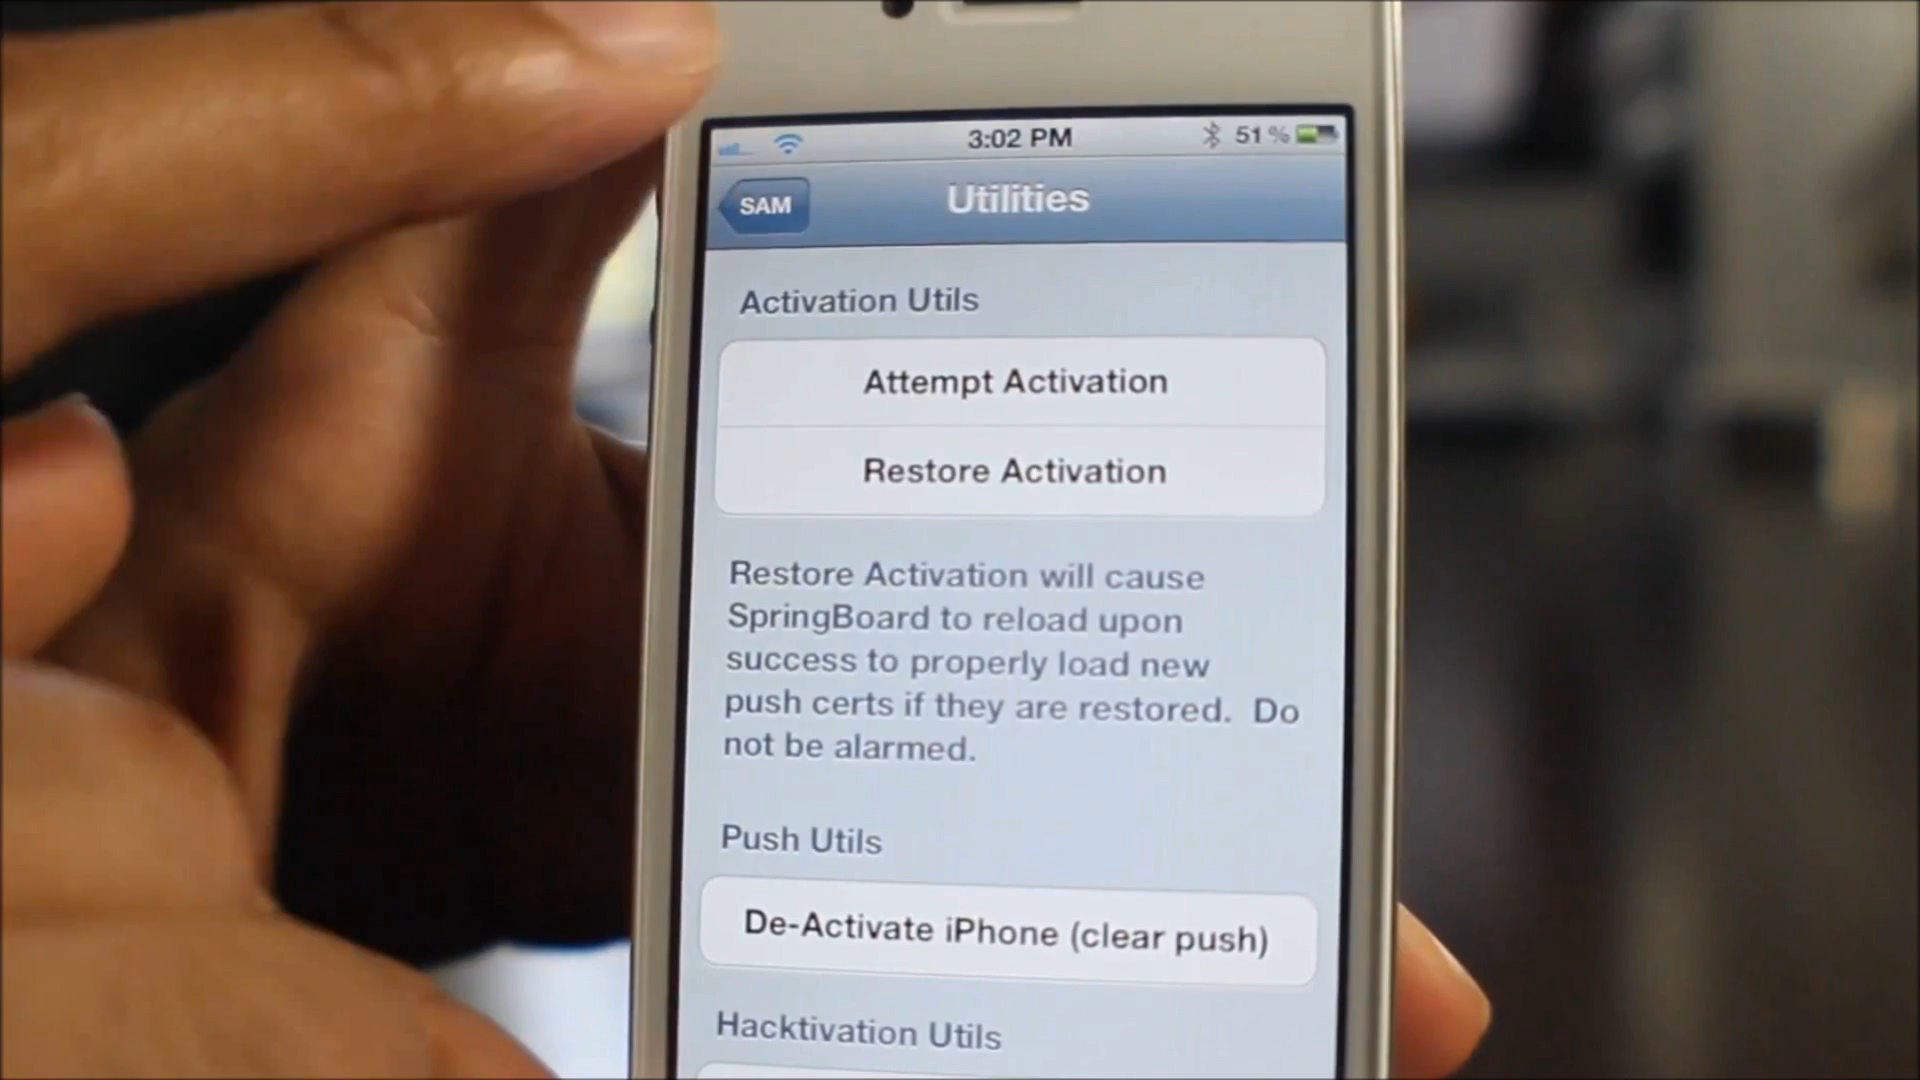 3:02 PM 51 %
SAM Utilities
Activation Utils
Attempt Activation
Restore Activation
Restore Activation will cause
SpringBoard to reload upon
success to properly load new
push certs if they are restored.  Do
not be alarmed.
Push Utils
De-Activate iPhone (clear push)
Hacktivation Utils